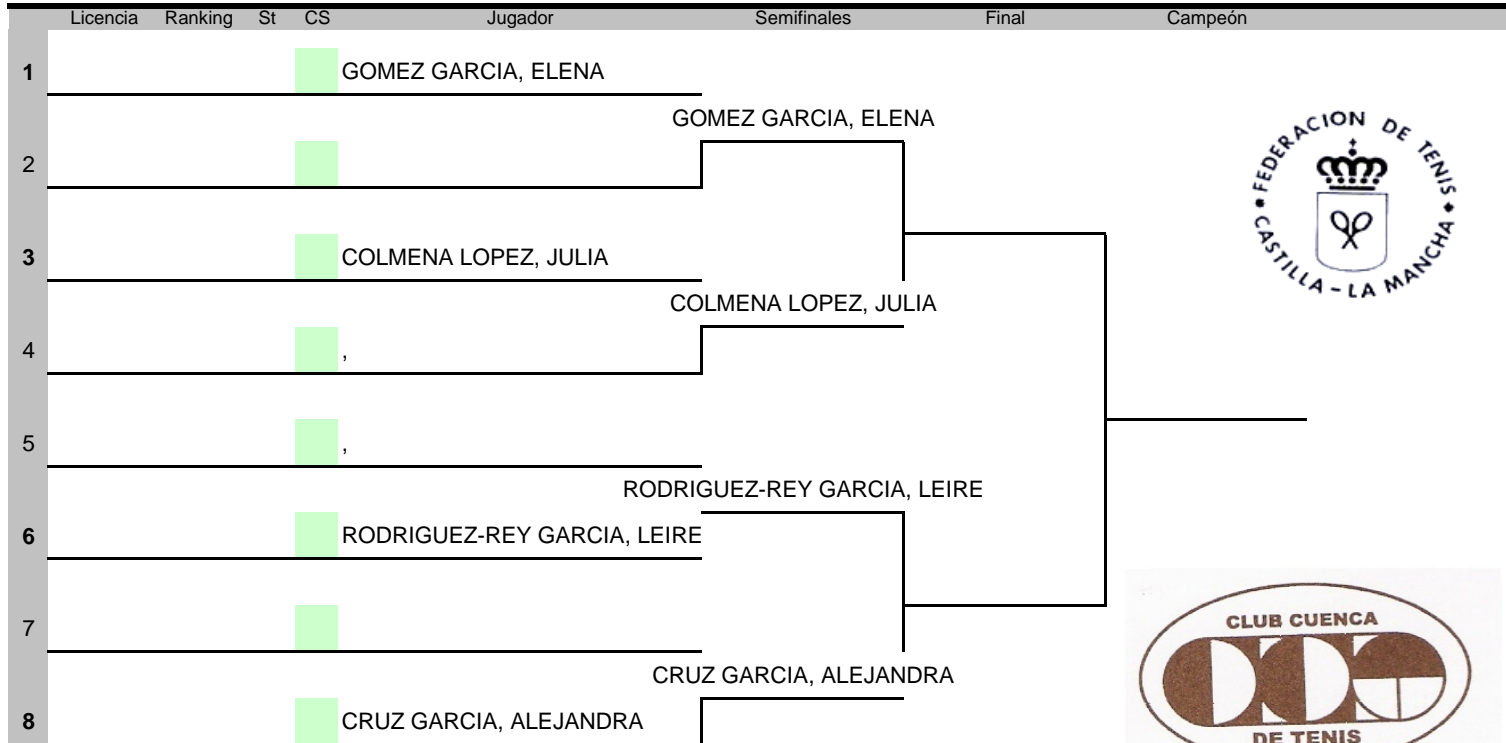 Licencia Ranking St CS Jugador Semifinales Final Campeón
1 GOMEZ GARCIA, ELENA
GOMEZ GARCIA, ELENA
2
3 COLMENA LOPEZ, JULIA
COLMENA LOPEZ, JULIA
4 ,
5 ,
RODRIGUEZ-REY GARCIA, LEIRE
6 RODRIGUEZ-REY GARCIA, LEIRE
7
CRUZ GARCIA, ALEJANDRA
8 CRUZ GARCIA, ALEJANDRA
FEDERACION DE TENIS
CASTILLA-LA MANCHA
CLUB CUENCA
DE TENIS